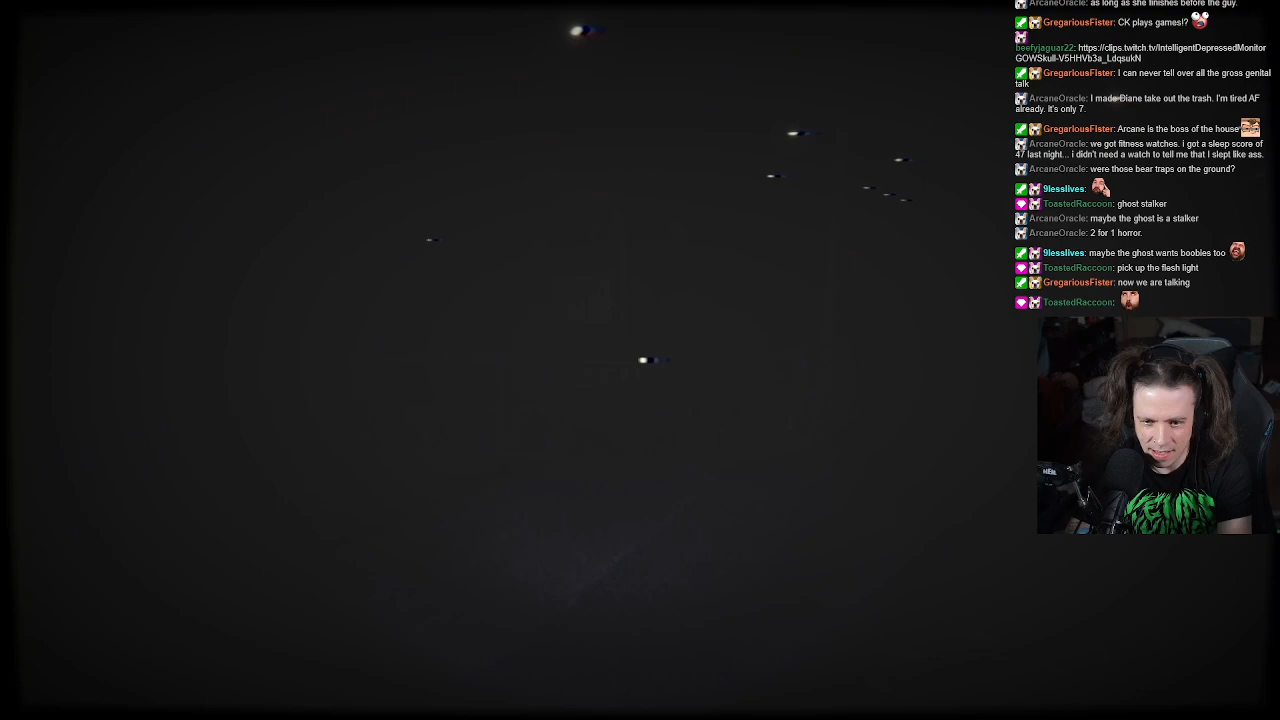 ArcaneOracle: as long as she finishes before the guy.
GregariousFister: CK plays games!?
beefyjaguar22: https://clips.twitch.tv/IntelligentDepressedMonitor
GOWSkull-V5HHVb3a_LdqsukN
GregariousFister: I can never tell over all the gross genital
talk
ArcaneOracle: I made Diane take out the trash. I'm tired AF
already. it's only 7.
GregariousFister: Arcane is the boss of the house
ArcaneOracle: we got fitness watches. i got a sleep score of
47 last night... i didn't need a watch to tell me that I slept like ass.
ArcaneOracle: were those bear traps on the ground?
9lesslives:
ToastedRaccoon: ghost stalker
ArcaneOracle: maybe the ghost is a stalker
ArcaneOracle: 2 for 1 horror.
9lesslives: maybe the ghost wants boobies too
ToastedRaccoon: pick up the flesh light
GregariousFister: now we are talking
ToastedRaccoon: